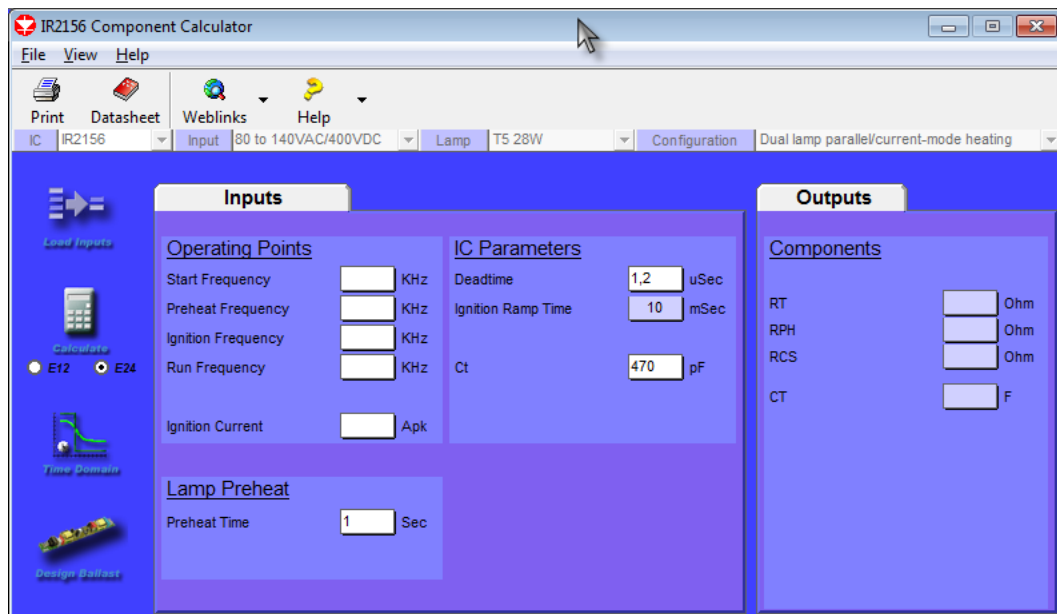 IR2156 Component Calculator
File View Help
Print Datasheet Weblinks Help
IC IR2156 Input 80 to 140VAC/400VDC Lamp T5 28W Configuration Dual lamp parallel/current-mode heating
Load Inputs
Calculate
E12 E24
Time Domain
Design Ballast
Inputs
Operating Points
Start Frequency KHz
Preheat Frequency KHz
Ignition Frequency KHz
Run Frequency KHz
Ignition Current Apk
IC Parameters
Deadtime 1,2 uSec
Ignition Ramp Time 10 mSec
Ct 470 pF
Lamp Preheat
Preheat Time 1 Sec
Outputs
Components
RT Ohm
RPH Ohm
RCS Ohm
CT F